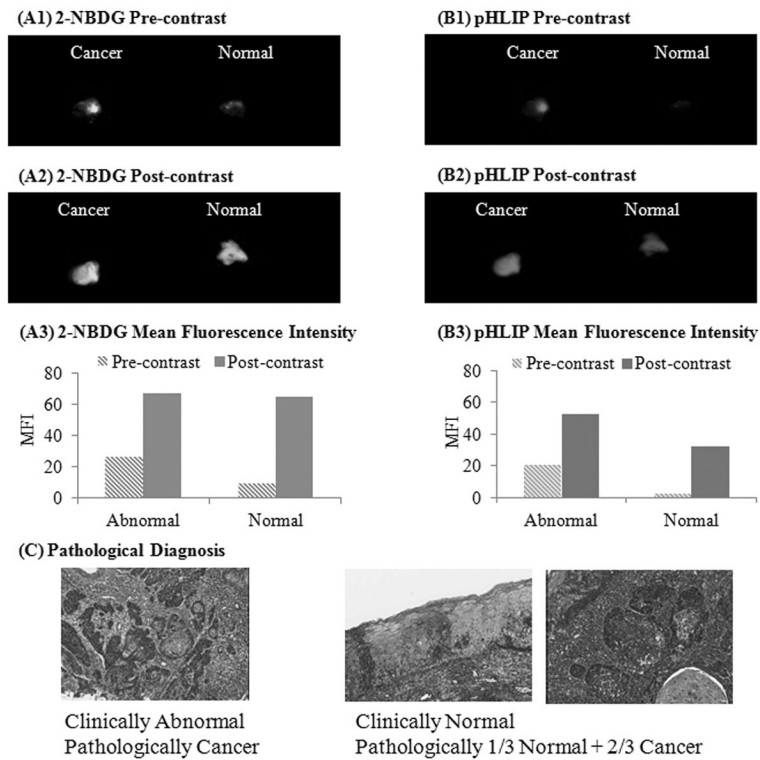 (A1) 2-NBDG Pre-contrast
Cancer Normal
(B1) pHLIP Pre-contrast
Cancer Normal
(A2) 2-NBDG Post-contrast
Cancer Normal
(B2) pHLIP Post-contrast
Cancer Normal
(A3) 2-NBDG Mean Fluorescence Intensity
Pre-contrast Post-contrast
80
60
40
20
0
MFI
Abnormal Normal
(B3) pHLIP Mean Fluorescence Intensity
Pre-contrast Post-contrast
80
60
40
20
0
MFI
Abnormal Normal
(C) Pathological Diagnosis
Clinically Abnormal
Pathologically Cancer
Clinically Normal
Pathologically 1/3 Normal + 2/3 Cancer